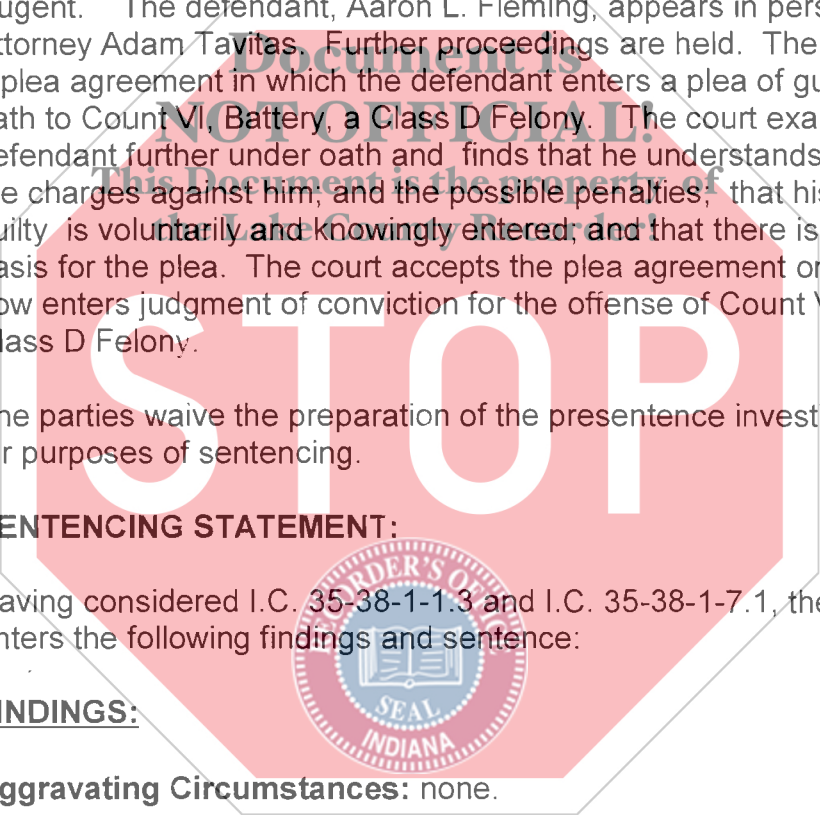 ugent. The defendant, Aaron L. Fleming, appears in pers
ttorney Adam Tavitas. Further proceedings are held. The
plea agreement in which the defendant enters a plea of gu
ath to Count VI, Battery, a Class D Felony. The court exa
efendant further under oath and finds that he understands
e charges against him; and the possible penalties; that his
uilty is voluntarily and knowingly entered; and that there is
asis for the plea. The court accepts the plea agreement or
ow enters judgment of conviction for the offense of Count V
lass D Felony.
ne parties waive the preparation of the presentence invest
r purposes of sentencing.
ENTENCING STATEMENT:
aving considered I.C. 35-38-1-1.3 and I.C. 35-38-1-7.1, the
nters the following findings and sentence:
INDINGS:
ggravating Circumstances: none.
Document is
NOT OFFICIAL!
This Document is the property of
the Lake County Recorder!
STOP
RECORDER'S OFFIC
SEAL
INDIANA